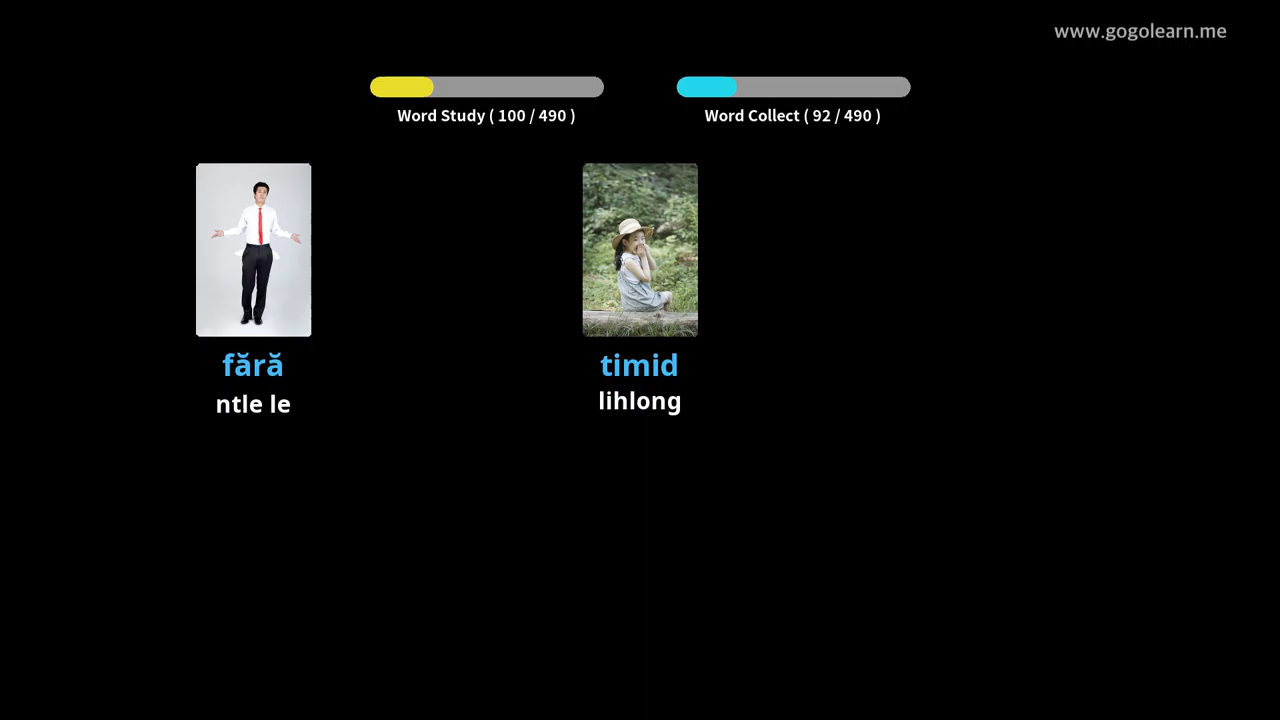 www.gogolearn.me
Word Study ( 100 / 490 )
Word Collect ( 92 / 490 )
fără
ntle le
timid
lihlong